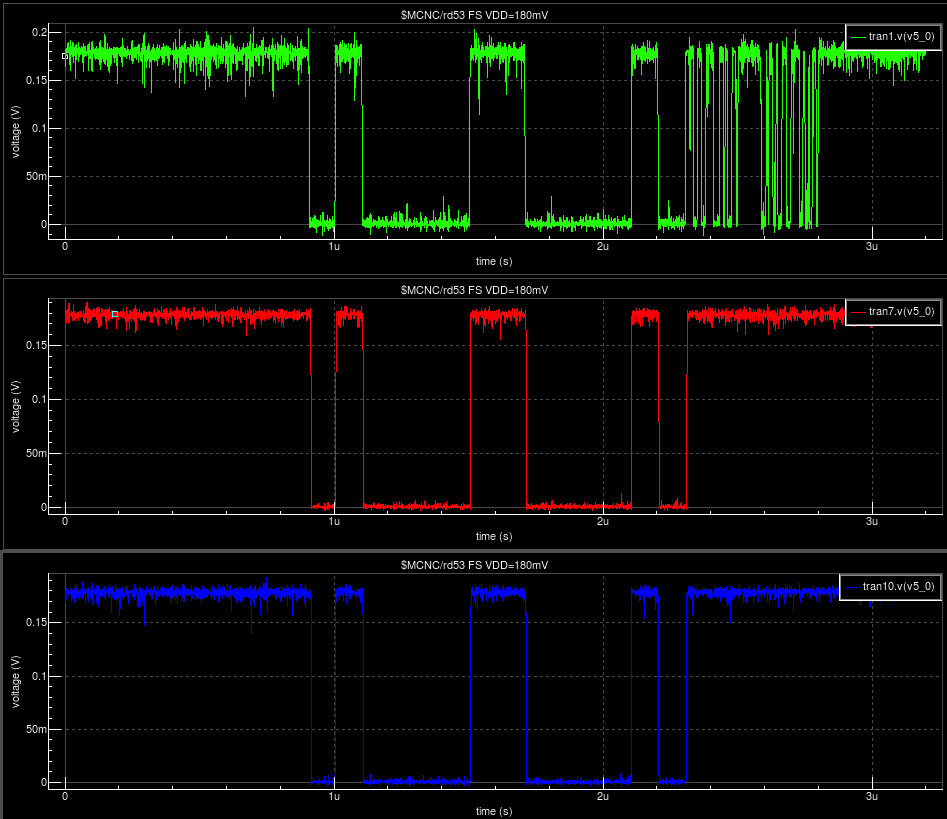 $MCNC/rd53 FS VDD=180mV
tran1.v(v5_0)
0.2
0.15
0.1
50m
0
voltage (V)
0 1u 2u 3u
time (s)
$MCNC/rd53 FS VDD=180mV
tran7.v(v5_0)
0.15
0.1
50m
0
voltage (V)
0 1u 2u 3u
time (s)
$MCNC/rd53 FS VDD=180mV
tran10.v(v5_0)
0.15
0.1
50m
0
voltage (V)
0 1u 2u 3u
time (s)